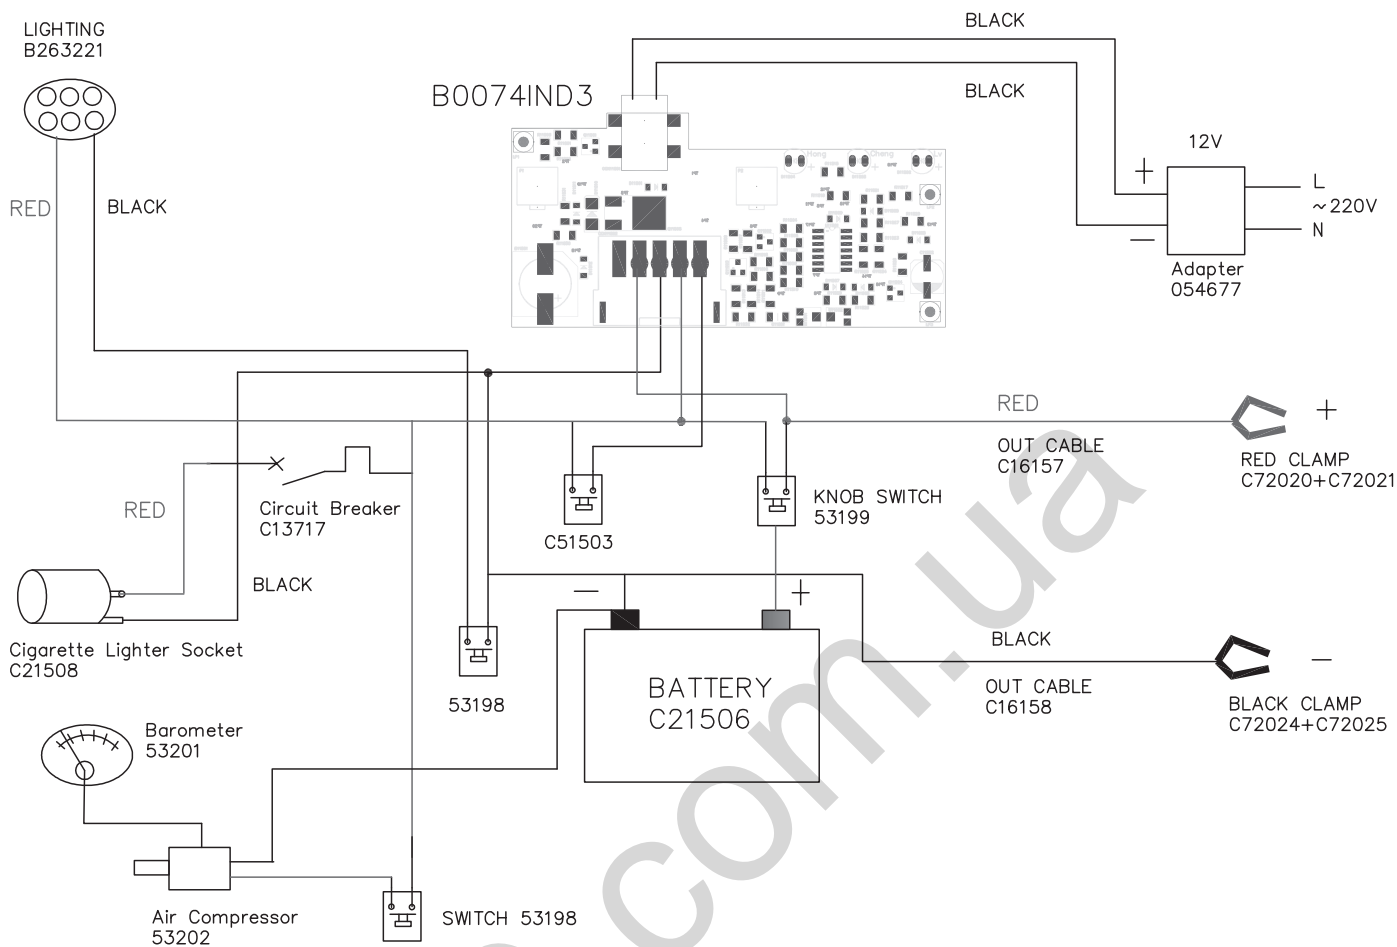 LIGHTING
B263221
RED
BLACK
B0074IND3
BLACK
BLACK
12V
+
—
L
~220V
N
Adapter
054677
RED
OUT CABLE
C16157
+
RED CLAMP
C72020+C72021
Circuit Breaker
C13717
RED
BLACK
C51503
KNOB SWITCH
53199
Cigarette Lighter Socket
C21508
53198
—
+
BATTERY
C21506
BLACK
OUT CABLE
C16158
—
BLACK CLAMP
C72024+C72025
Barometer
53201
Air Compressor
53202
SWITCH 53198
com.ua